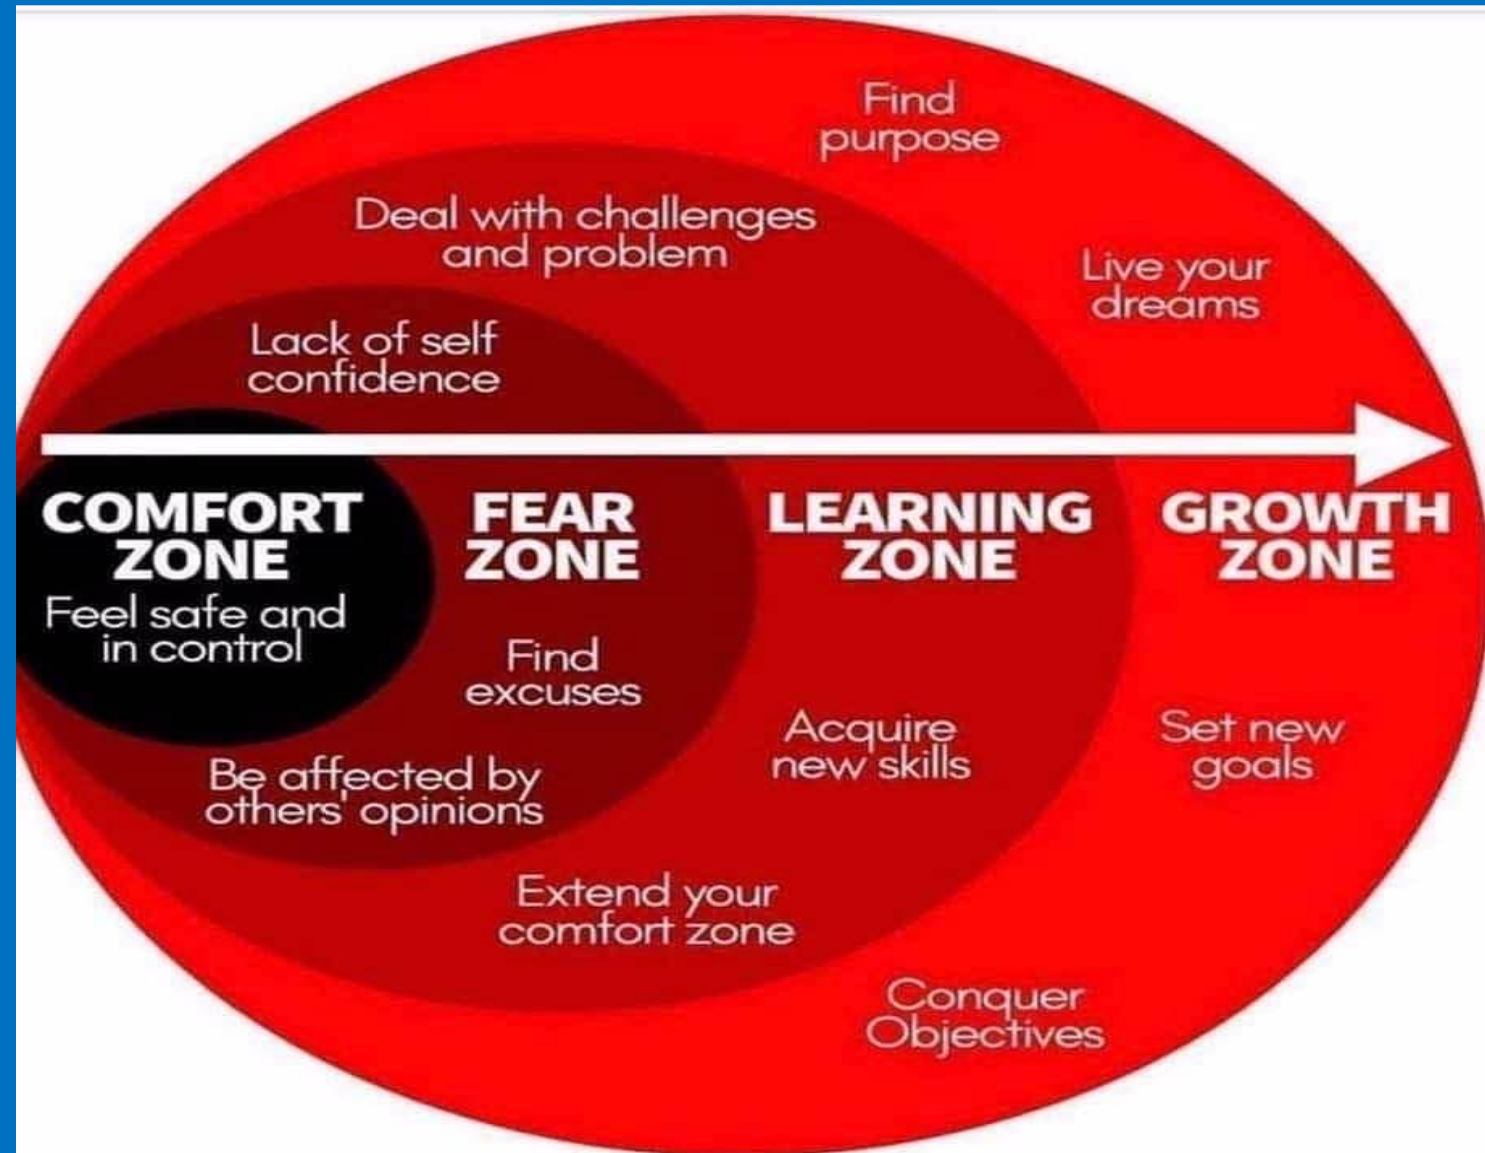 Find
purpose
Deal with challenges
and problem
Live your
dreams
Lack of self
confidence
COMFORT
ZONE
Feel safe and
in control
FEAR
ZONE
LEARNING
ZONE
GROWTH
ZONE
Find
excuses
Acquire
new skills
Set new
goals
Be affected by
others' opinions
Extend your
comfort zone
Conquer
Objectives